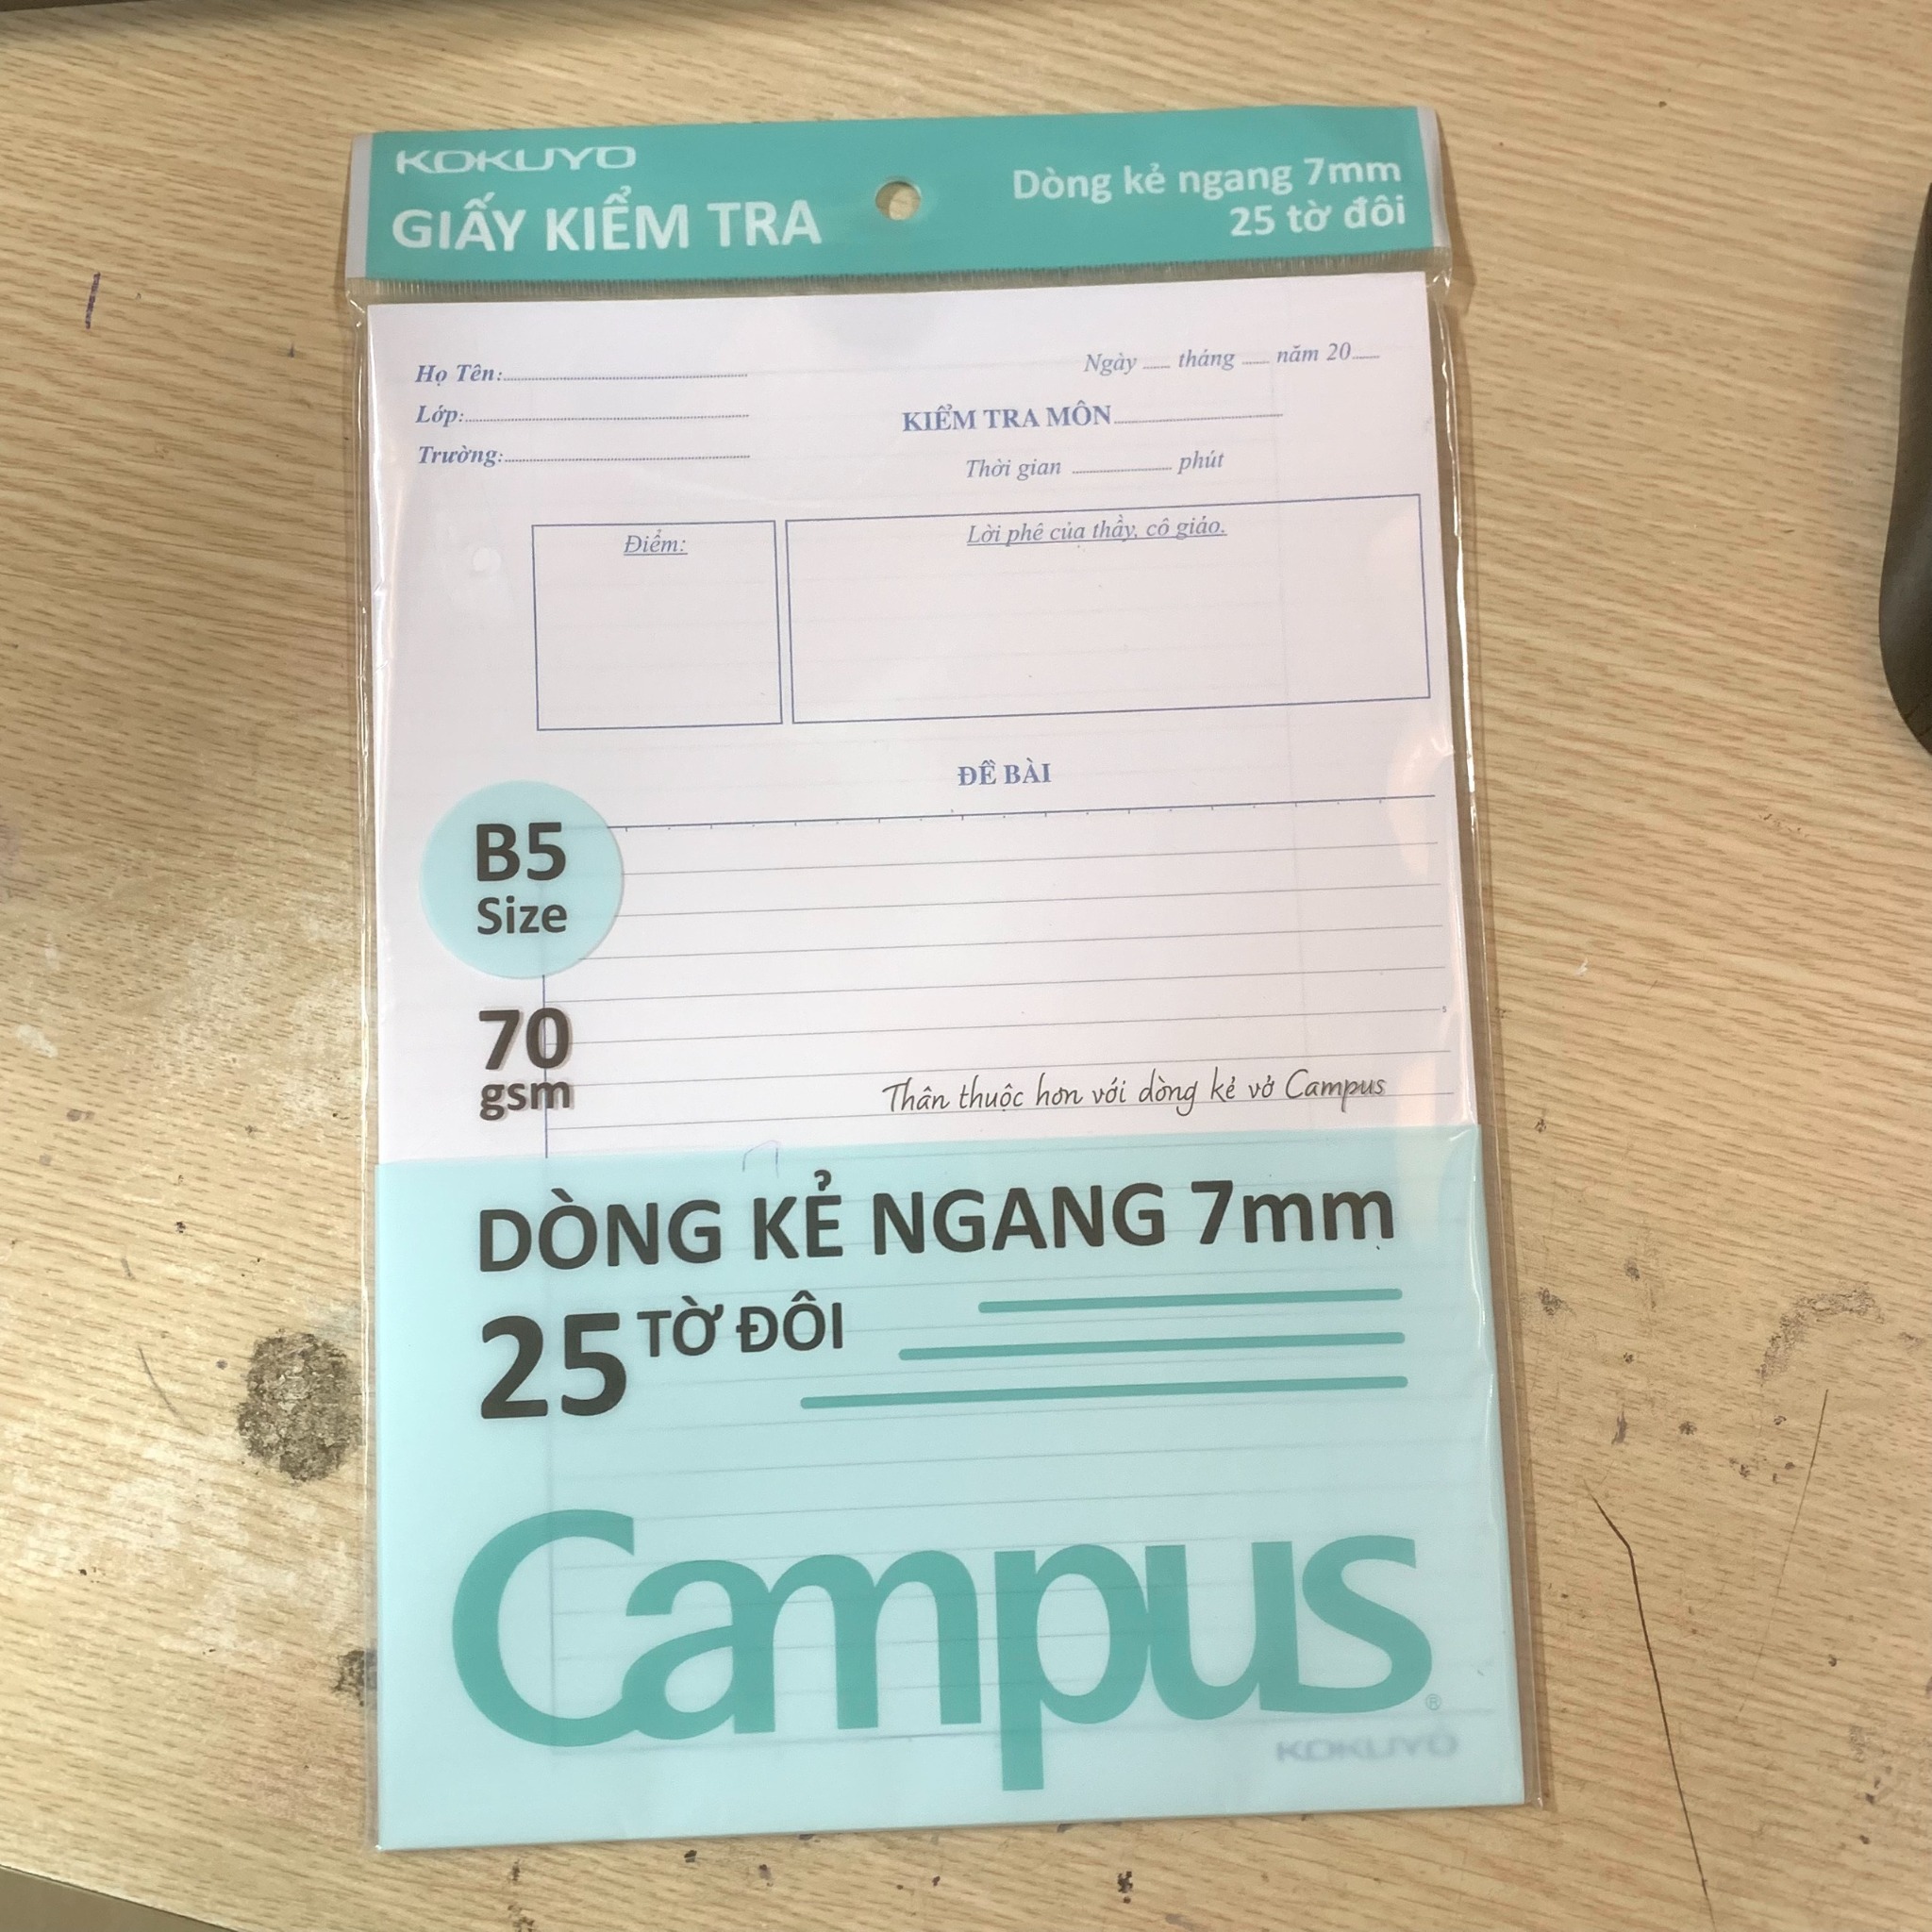 KOKUYO
GIẤY KIỂM TRA
Dòng kẻ ngang 7mm
25 tờ đôi
Họ Tên:
Lớp:
Trường:
Ngày ..... tháng ..... năm 20.....
KIỂM TRA MÔN
Thời gian .................. phút
Điểm:
Lời phê của thầy, cô giáo.
ĐỀ BÀI
B5
Size
70
gsm
Thân thuộc hơn với dòng kẻ vở Campus
DÒNG KẺ NGANG 7mm
25 TỜ ĐÔI
Campus®
KOKUYO